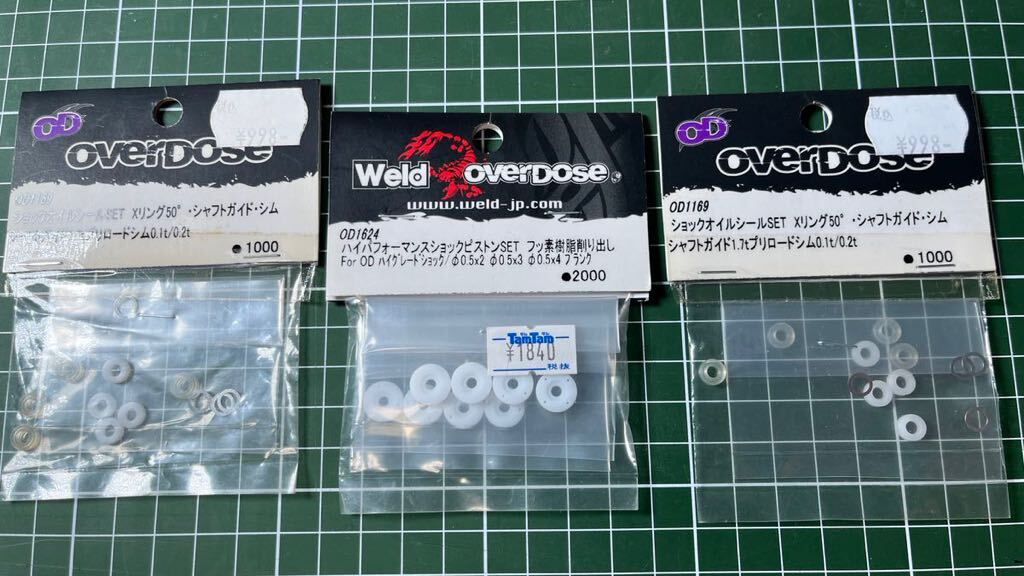 税込
¥998-
OD
OVERDOSE
OD1169
ショックオイルシールSET Xリング50°・シャフトガイド・シム
プリロードシム0.1t/0.2t
●1000
Weld OVERDOSE
www.weld-jp.com
OD1624
ハイパフォーマンスショックピストンSET フッ素樹脂削り出し
For OD ハイグレードショック/φ0.5x2 φ0.5x3 φ0.5x4 ブランク
●2000
TamTam
¥1840
税抜
税込
¥998-
OD
OVERDOSE
OD1169
ショックオイルシールSET Xリング50°・シャフトガイド・シム
シャフトガイド1.1tプリロードシム0.1t/0.2t
●1000